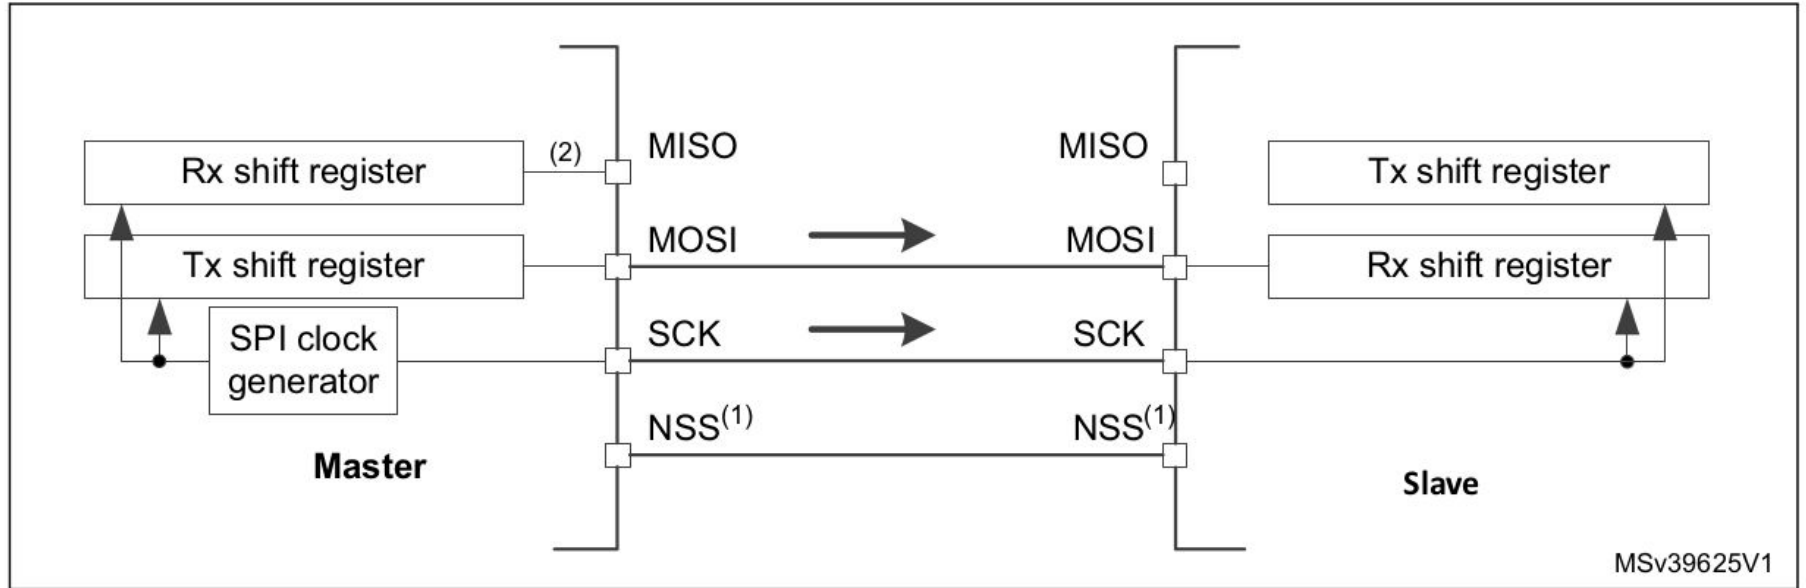 MISO
MISO
Rx shift register
(2)
Tx shift register
MOSI
MOSI
Tx shift register
Rx shift register
SPI clock
generator
SCK
SCK
NSS(1)
NSS(1)
Master
Slave
MSv39625V1